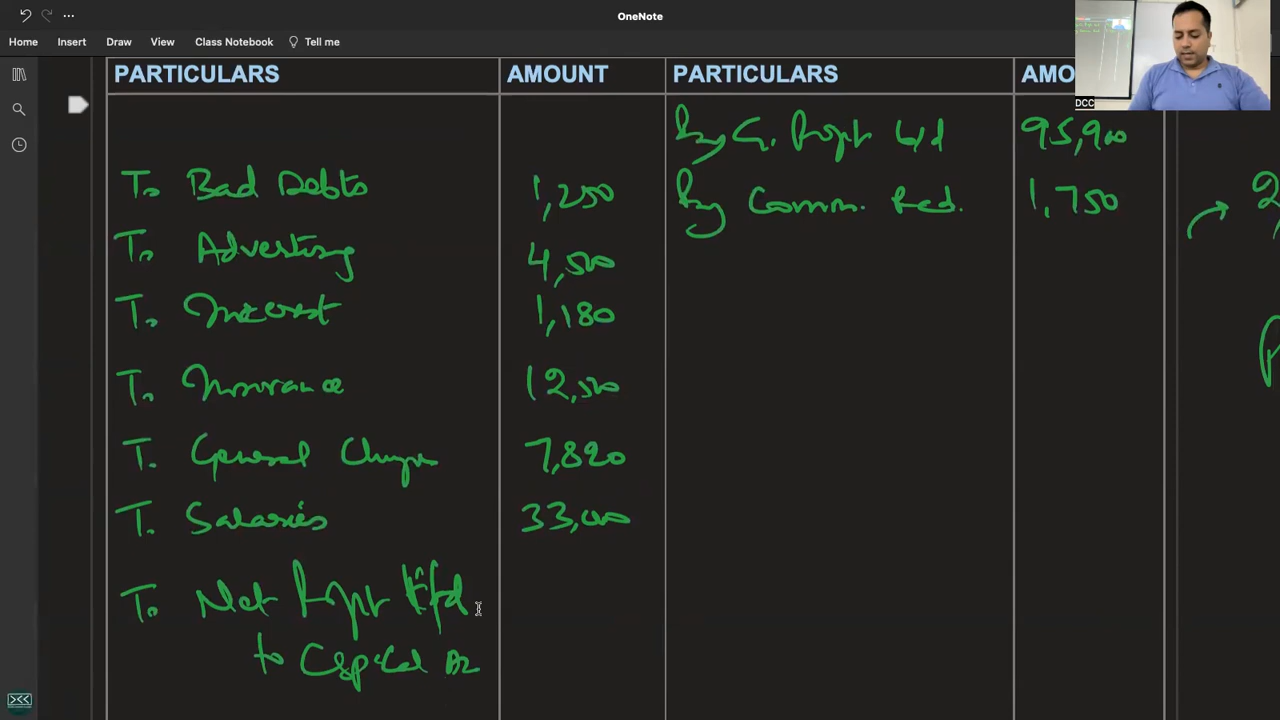 OneNote
Home Insert Draw View Class Notebook Tell me
PARTICULARS AMOUNT PARTICULARS AMO
By G. Profit b/d 95,900
To Bad Debts 1,250 By Comm. Red. 1,750
To Advertising 4,500
To Interest 1,180
To Insurance 12,500
To General Charges 7,820
To Salaries 33,000
To Net Profit tfd
to Capital A/c
DCC